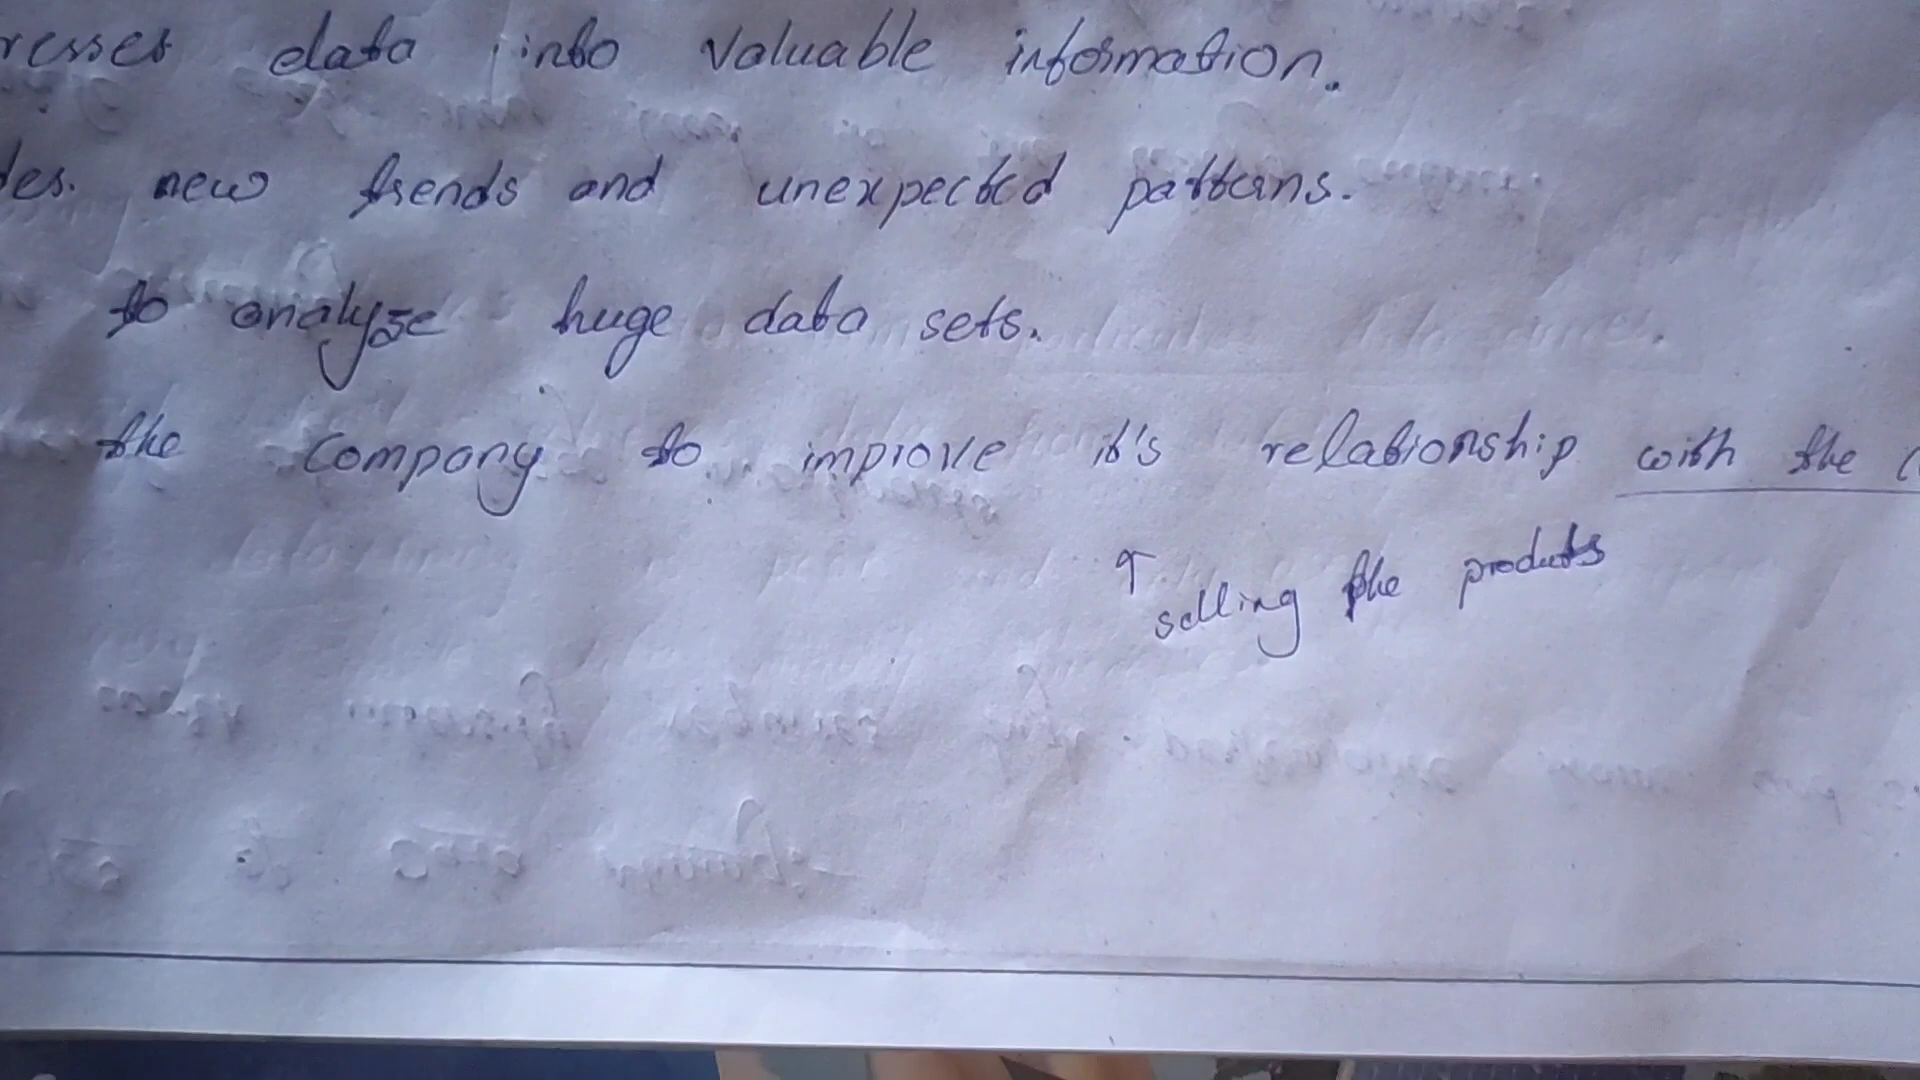 data into valuable information.
new trends and unexpected patterns.
to analyze huge data sets.
the Company to improve it's relationship with the
↑ selling the products